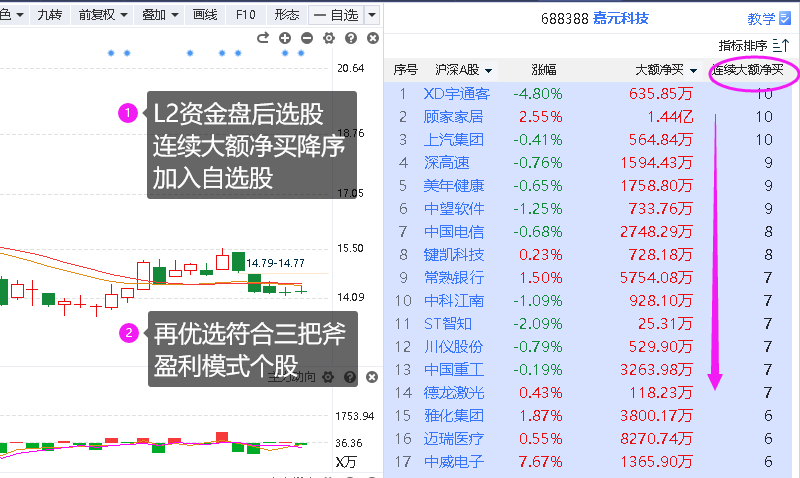 色 九转 前复权 叠加 画线 F10 形态 一自选
688388 嘉元科技 教学
指标排序
20.64
18.76
17.05
15.50
14.79-14.77
14.09
1
L2资金盘后选股
连续大额净买降序
加入自选股
2
再优选符合三把斧
盈利模式个股
1753.94
36.36
X万
序号 沪深A股 涨幅 大额净买 连续大额净买
1 XD宇通客 -4.80% 635.85万 10
2 顾家家居 2.55% 1.44亿 10
3 上汽集团 -0.41% 564.84万 10
4 深高速 -0.76% 1594.43万 9
5 美年健康 -0.65% 1758.80万 9
6 中望软件 -1.25% 733.76万 9
7 中国电信 -0.68% 2748.29万 8
8 键凯科技 0.23% 728.18万 8
9 常熟银行 1.50% 5754.08万 7
10 中科江南 -1.09% 928.10万 7
11 ST智知 -2.09% 25.31万 7
12 川仪股份 -0.79% 529.90万 7
13 中国重工 -0.19% 3263.98万 7
14 德龙激光 0.43% 118.23万 7
15 雅化集团 1.87% 3800.17万 6
16 迈瑞医疗 0.55% 8270.74万 6
17 中威电子 7.67% 1365.90万 6